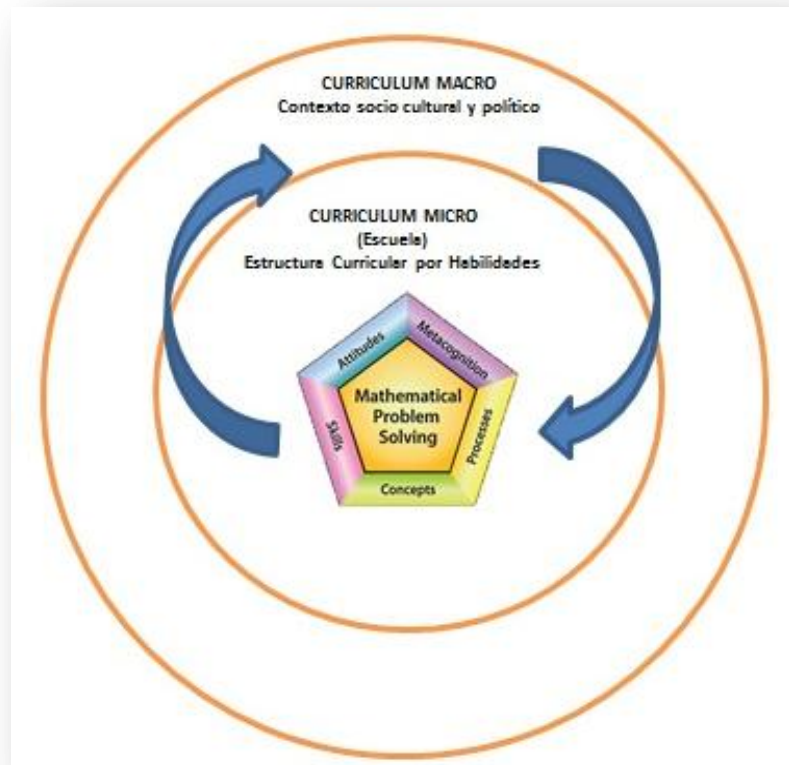 CURRICULUM MACRO
Contexto socio cultural y político
CURRICULUM MICRO
(Escuela)
Estructura Curricular por Habilidades
Attitudes
Metacognition
Mathematical
Problem
Solving
Skills
Processes
Concepts